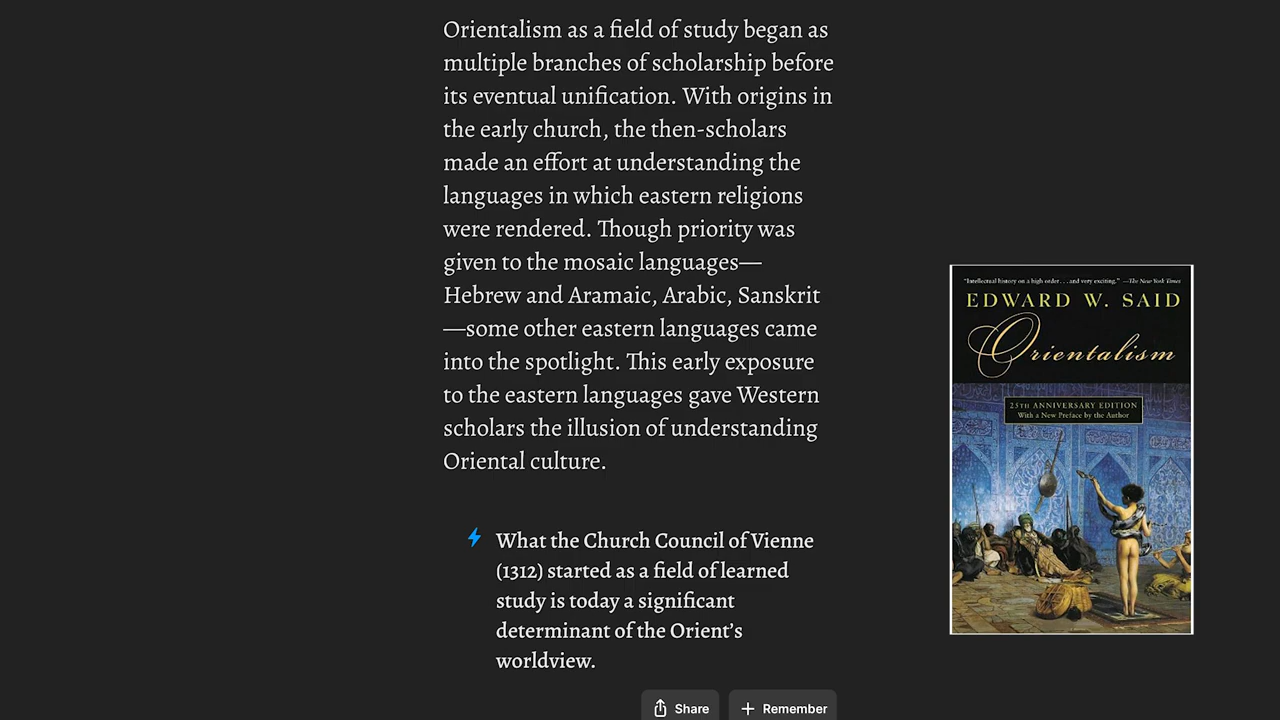 Orientalism as a field of study began as
multiple branches of scholarship before
its eventual unification. With origins in
the early church, the then-scholars
made an effort at understanding the
languages in which eastern religions
were rendered. Though priority was
given to the mosaic languages—
Hebrew and Aramaic, Arabic, Sanskrit
—some other eastern languages came
into the spotlight. This early exposure
to the eastern languages gave Western
scholars the illusion of understanding
Oriental culture.
What the Church Council of Vienne
(1312) started as a field of learned
study is today a significant
determinant of the Orient’s
worldview.
Share
Remember
"Intellectual history on a high order . . . and very exciting." —The New York Times
EDWARD W. SAID
Orientalism
25TH ANNIVERSARY EDITION
With a New Preface by the Author